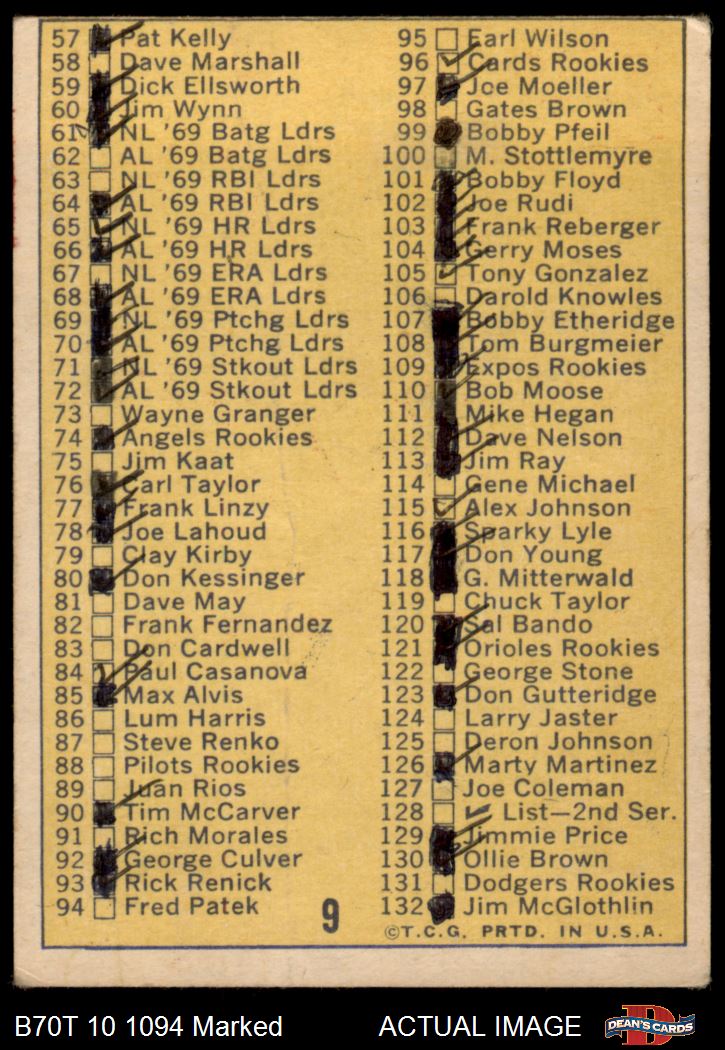 57 Pat Kelly
58 Dave Marshall
59 Dick Ellsworth
60 Jim Wynn
61 NL '69 Batg Ldrs
62 AL '69 Batg Ldrs
63 NL '69 RBI Ldrs
64 AL '69 RBI Ldrs
65 NL '69 HR Ldrs
66 AL '69 HR Ldrs
67 NL '69 ERA Ldrs
68 AL '69 ERA Ldrs
69 NL '69 Ptchg Ldrs
70 AL '69 Ptchg Ldrs
71 NL '69 Stkout Ldrs
72 AL '69 Stkout Ldrs
73 Wayne Granger
74 Angels Rookies
75 Jim Kaat
76 Carl Taylor
77 Frank Linzy
78 Joe Lahoud
79 Clay Kirby
80 Don Kessinger
81 Dave May
82 Frank Fernandez
83 Don Cardwell
84 Paul Casanova
85 Max Alvis
86 Lum Harris
87 Steve Renko
88 Pilots Rookies
89 Juan Rios
90 Tim McCarver
91 Rich Morales
92 George Culver
93 Rick Renick
94 Fred Patek
9
95 Earl Wilson
96 Cards Rookies
97 Joe Moeller
98 Gates Brown
99 Bobby Pfeil
100 M. Stottlemyre
101 Bobby Floyd
102 Joe Rudi
103 Frank Reberger
104 Gerry Moses
105 Tony Gonzalez
106 Darold Knowles
107 Bobby Etheridge
108 Tom Burgmeier
109 Expos Rookies
110 Bob Moose
111 Mike Hegan
112 Dave Nelson
113 Jim Ray
114 Gene Michael
115 Alex Johnson
116 Sparky Lyle
117 Don Young
118 G. Mitterwald
119 Chuck Taylor
120 Sal Bando
121 Orioles Rookies
122 George Stone
123 Don Gutteridge
124 Larry Jaster
125 Deron Johnson
126 Marty Martinez
127 Joe Coleman
128 ✔ List—2nd Ser.
129 Jimmie Price
130 Ollie Brown
131 Dodgers Rookies
132 Jim McGlothlin
©T.C.G. PRTD. IN U.S.A.
B70T 10 1094 Marked
ACTUAL IMAGE
D
DEAN'S CARDS